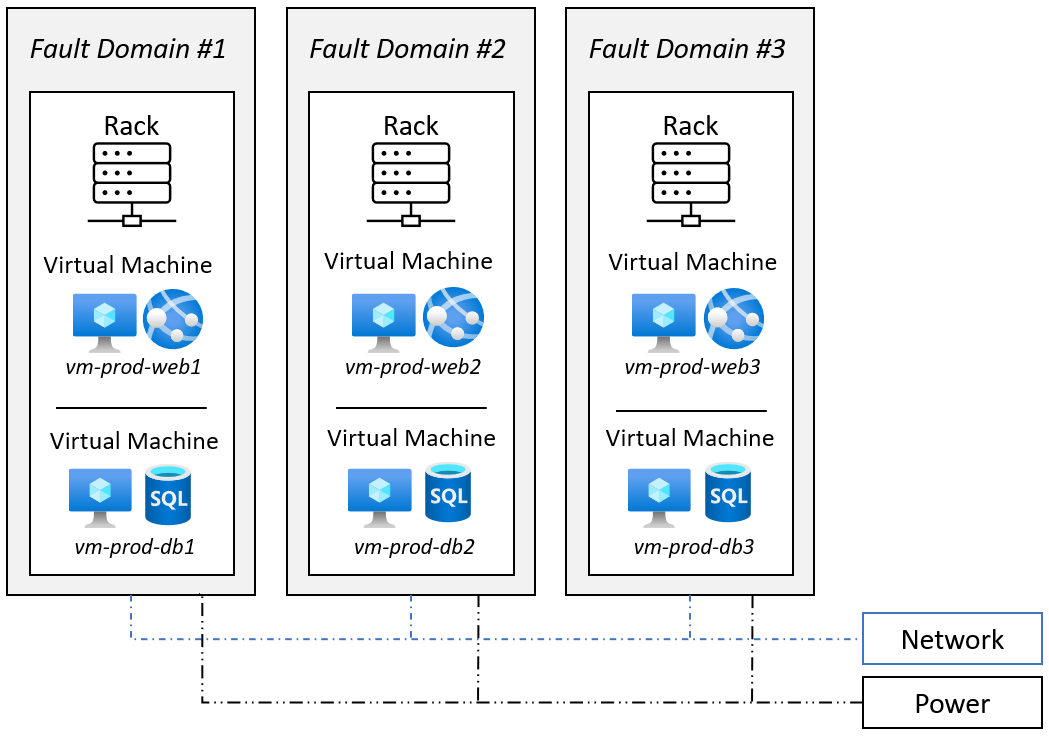 Fault Domain #1
Rack
Virtual Machine
vm-prod-web1
Virtual Machine
SQL
vm-prod-db1
Fault Domain #2
Rack
Virtual Machine
vm-prod-web2
Virtual Machine
SQL
vm-prod-db2
Fault Domain #3
Rack
Virtual Machine
vm-prod-web3
Virtual Machine
SQL
vm-prod-db3
Network
Power